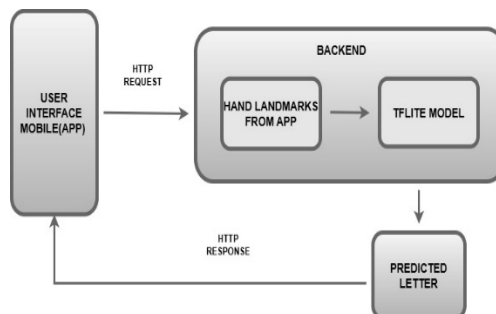 BACKEND
HTTP
REQUEST
USER
INTERFACE
MOBILE(APP)
HAND LANDMARKS
FROM APP
TFLITE MODEL
HTTP
RESPONSE
PREDICTED
LETTER